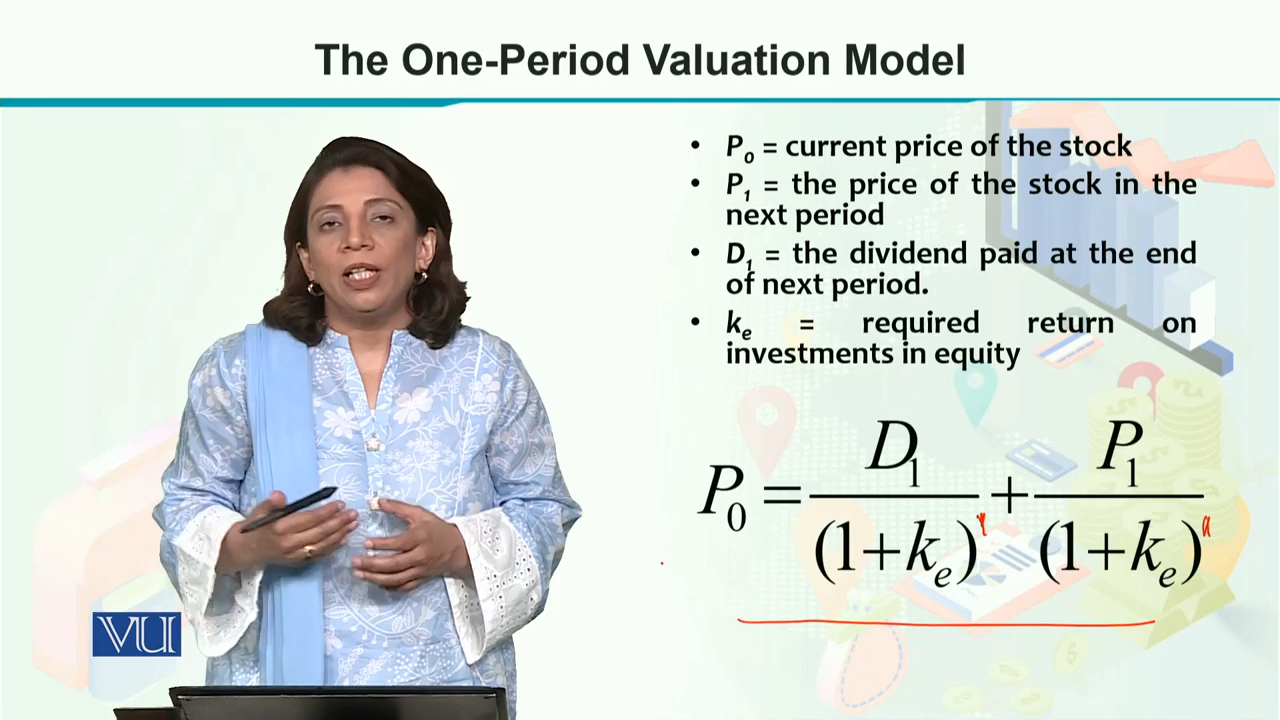 The One-Period Valuation Model
• P₀ = current price of the stock
• P₁ = the price of the stock in the
next period
• D₁ = the dividend paid at the end
of next period.
• kₑ = required return on
investments in equity
P₀ = D₁/(1+kₑ) + P₁/(1+kₑ)
VU